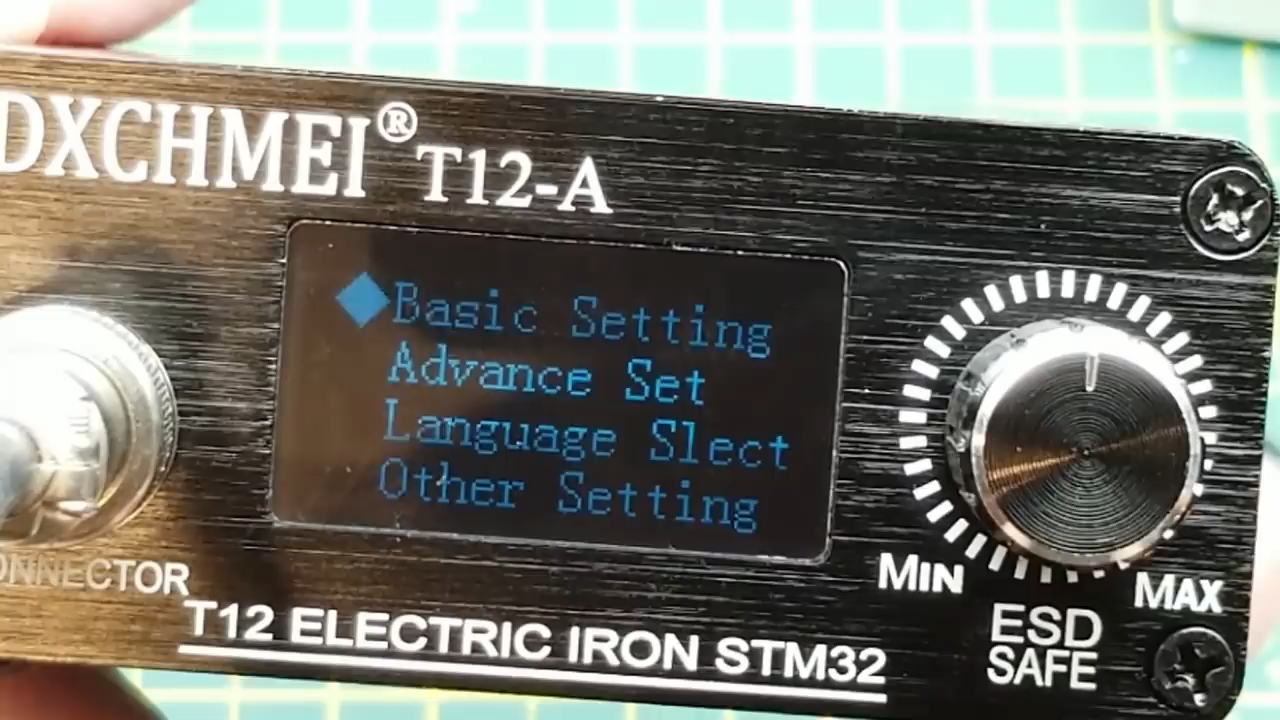 DXCHMEI® T12-A
Basic Setting
Advance Set
Language Slect
Other Setting
MIN
MAX
ESD
SAFE
ONNECTOR
T12 ELECTRIC IRON STM32